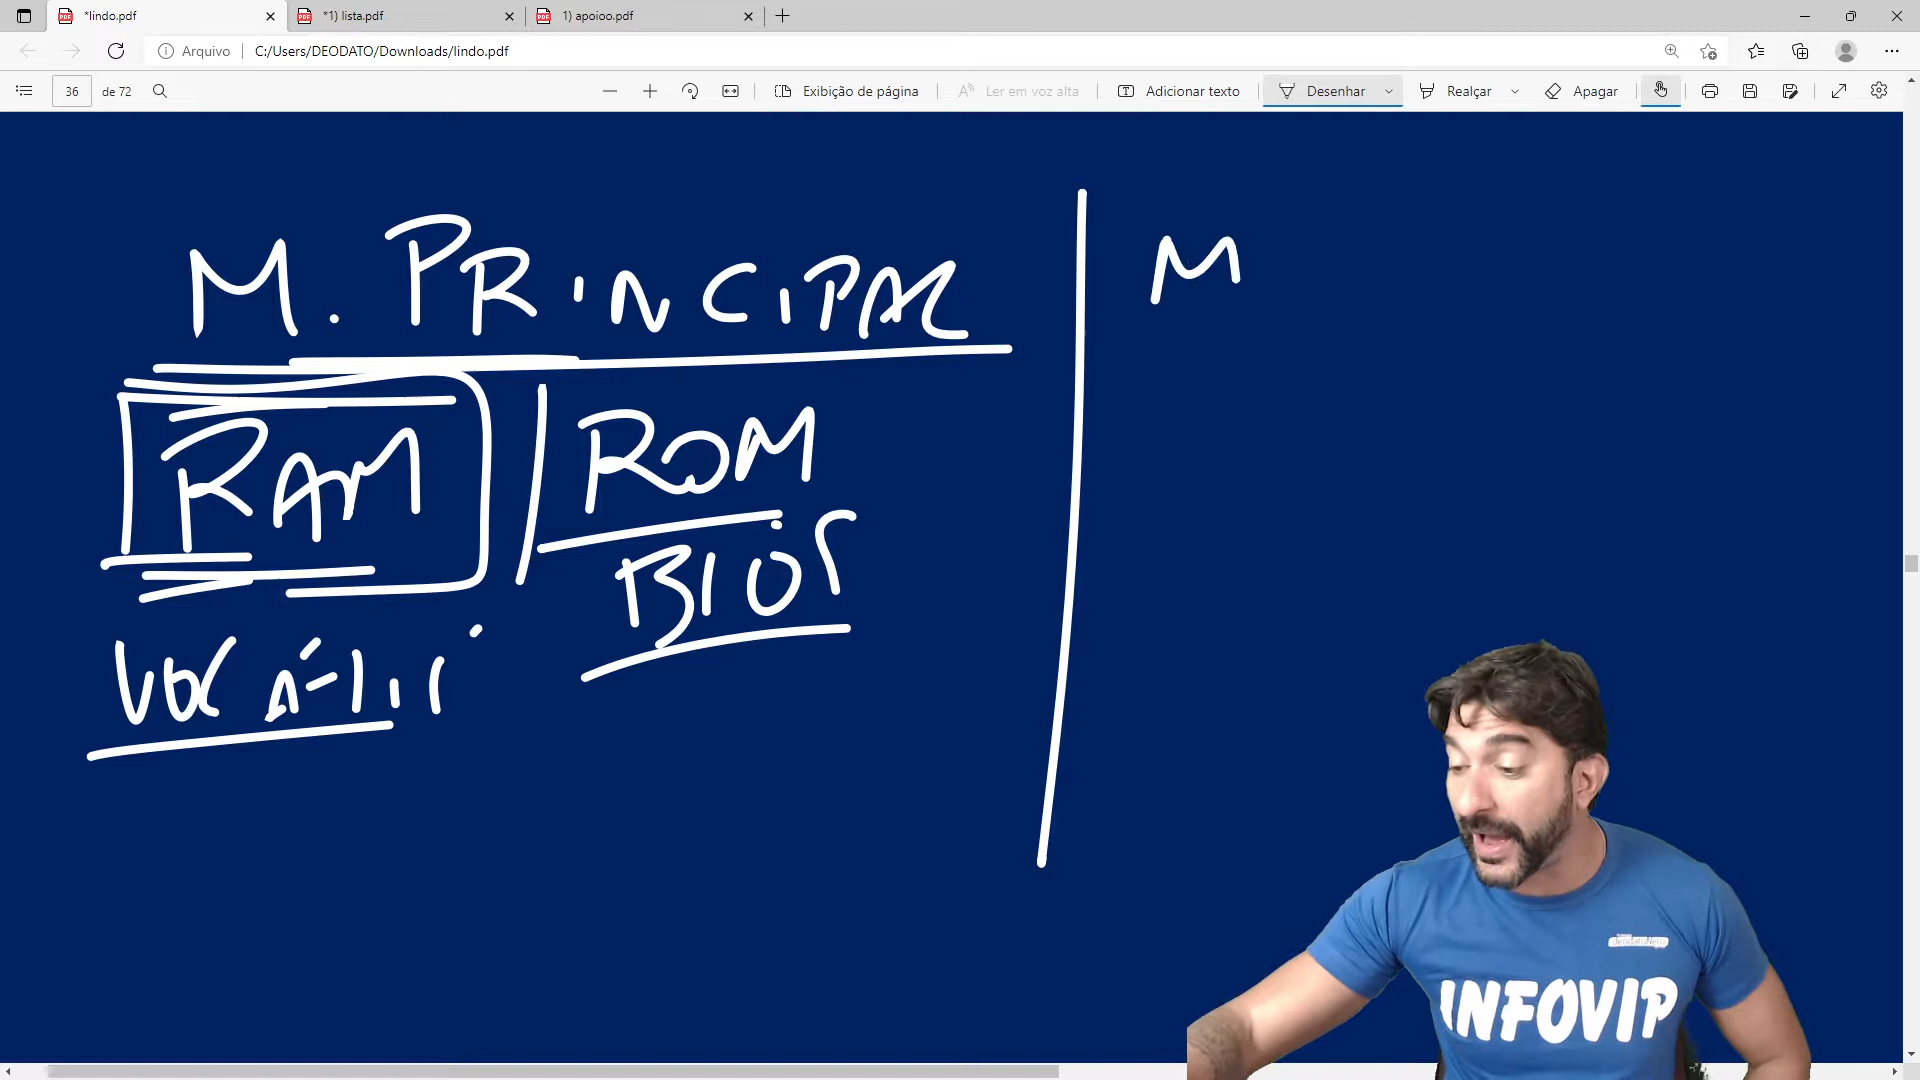 *lindo.pdf
*1) lista.pdf
1) apoioo.pdf
Arquivo
C:/Users/DEODATO/Downloads/lindo.pdf
36
de 72
Exibição de página
Ler em voz alta
Adicionar texto
Desenhar
Realçar
Apagar
M. PRINCIPAL
M
RAM
ROM
BIOS
DeodatoNeto
INFOVIP